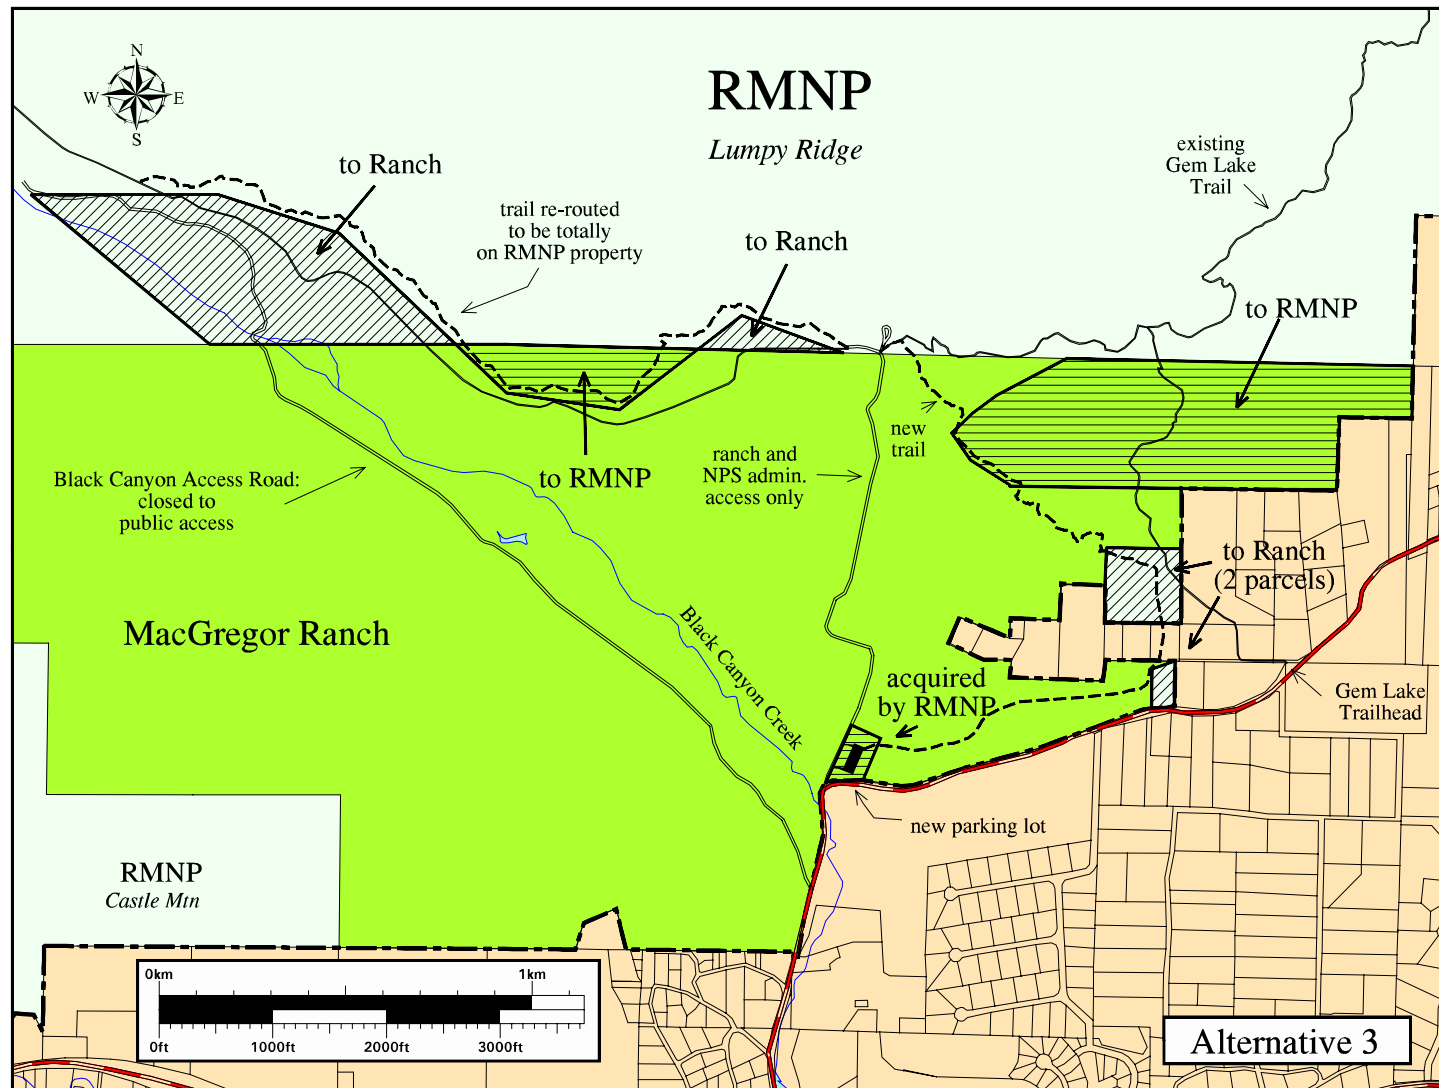 N
W
E
S
RMNP
Lumpy Ridge
existing
Gem Lake
Trail
to Ranch
trail re-routed
to be totally
on RMNP property
to Ranch
to RMNP
new
trail
ranch and
NPS admin.
access only
to RMNP
Black Canyon Access Road:
closed to
public access
to Ranch
(2 parcels)
MacGregor Ranch
Black Canyon Creek
acquired
by RMNP
Gem Lake
Trailhead
new parking lot
RMNP
Castle Mtn
0km
1km
0ft
1000ft
2000ft
3000ft
Alternative 3